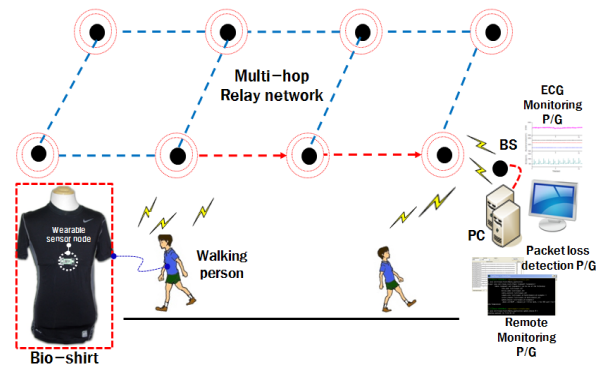 Multi-hop
Relay network
ECG
Monitoring
P/G
BS
Wearable
sensor node
Walking
person
PC
Packet loss
detection P/G
Remote
Monitoring
P/G
Bio-shirt